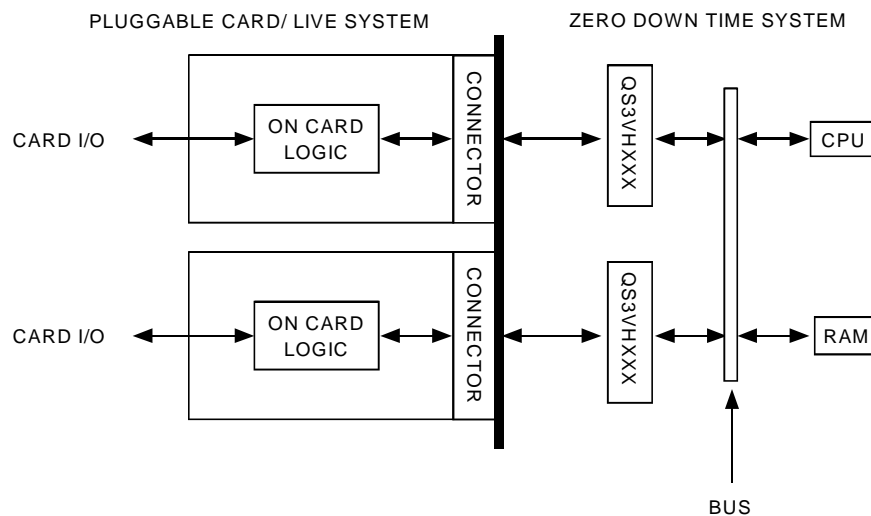 PLUGGABLE CARD/ LIVE SYSTEM
ZERO DOWN TIME SYSTEM
CARD I/O
ON CARD
LOGIC
CONNECTOR
QS3VHXXX
CPU
CARD I/O
ON CARD
LOGIC
CONNECTOR
QS3VHXXX
RAM
BUS